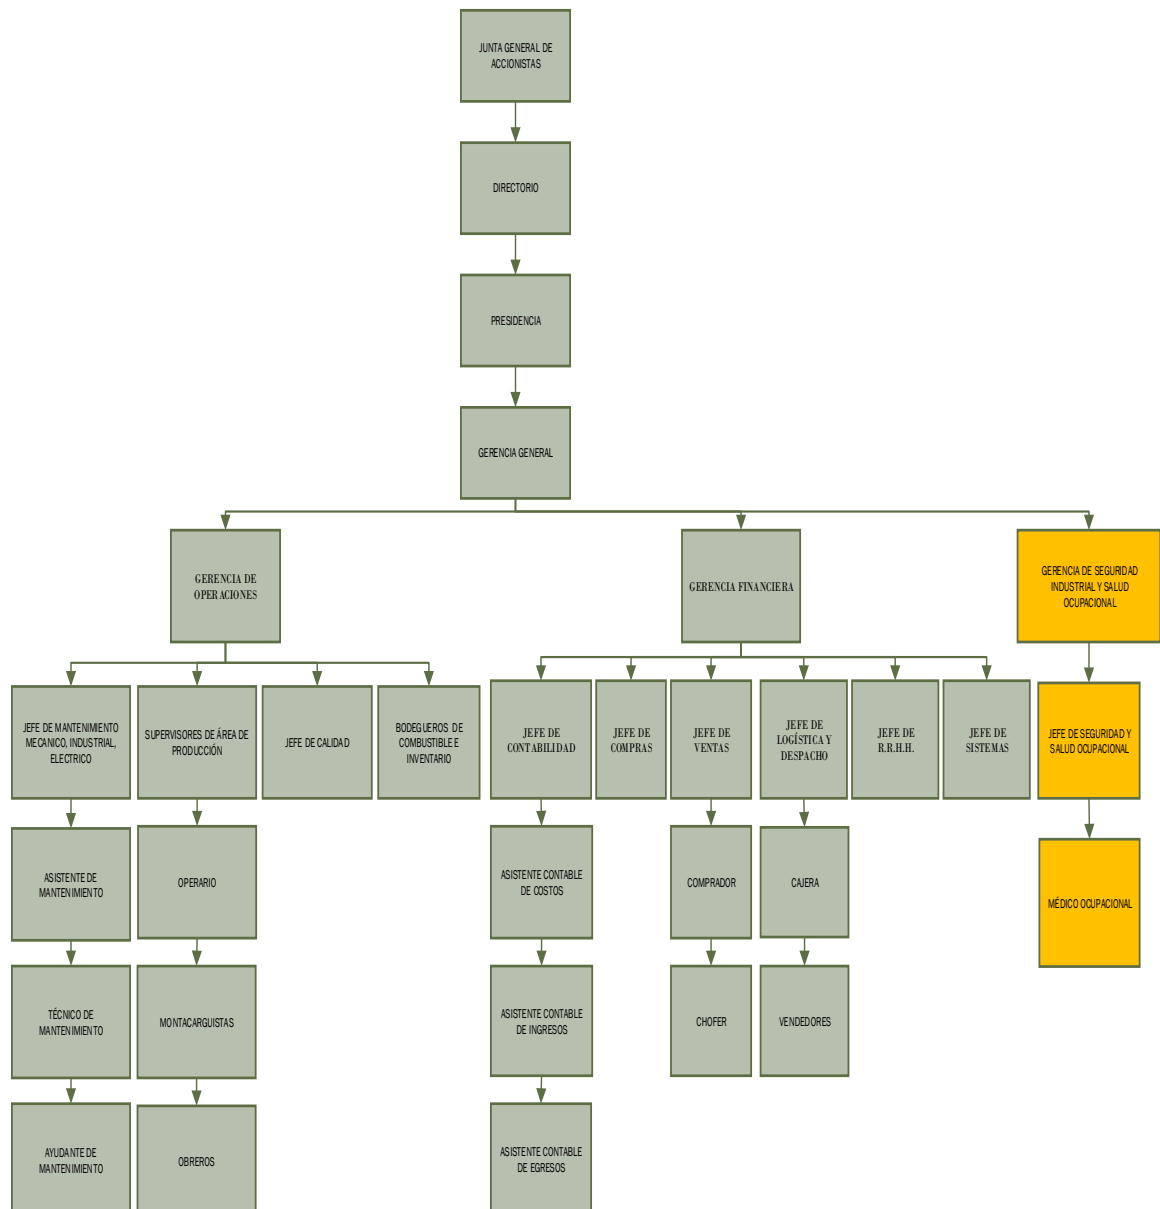 JUNTA GENERAL DE
ACCIONISTAS
DIRECTORIO
PRESIDENCIA
GERENCIA GENERAL
GERENCIA DE
OPERACIONES
GERENCIA FINANCIERA
GERENCIA DE SEGURIDAD
INDUSTRIAL Y SALUD
OCUPACIONAL
JEFE DE MANTENIMIENTO
MECANICO, INDUSTRIAL,
ELECTRICO
SUPERVISORES DE ÁREA DE
PRODUCCIÓN
JEFE DE CALIDAD
BODEGUEROS DE
COMBUSTIBLE E
INVENTARIO
JEFE DE
CONTABILIDAD
JEFE DE
COMPRAS
JEFE DE
VENTAS
JEFE DE
LOGÍSTICA Y
DESPACHO
JEFE DE
R.R.H.H.
JEFE DE
SISTEMAS
JEFE DE SEGURIDAD Y
SALUD OCUPACIONAL
ASISTENTE DE
MANTENIMIENTO
OPERARIO
ASISTENTE CONTABLE
DE COSTOS
COMPRADOR
CAJERA
MÉDICO OCUPACIONAL
TÉCNICO DE
MANTENIMIENTO
MONTACARGUISTAS
ASISTENTE CONTABLE
DE INGRESOS
CHOFER
VENDEDORES
AYUDANTE DE
MANTENIMIENTO
OBREROS
ASISTENTE CONTABLE
DE EGRESOS